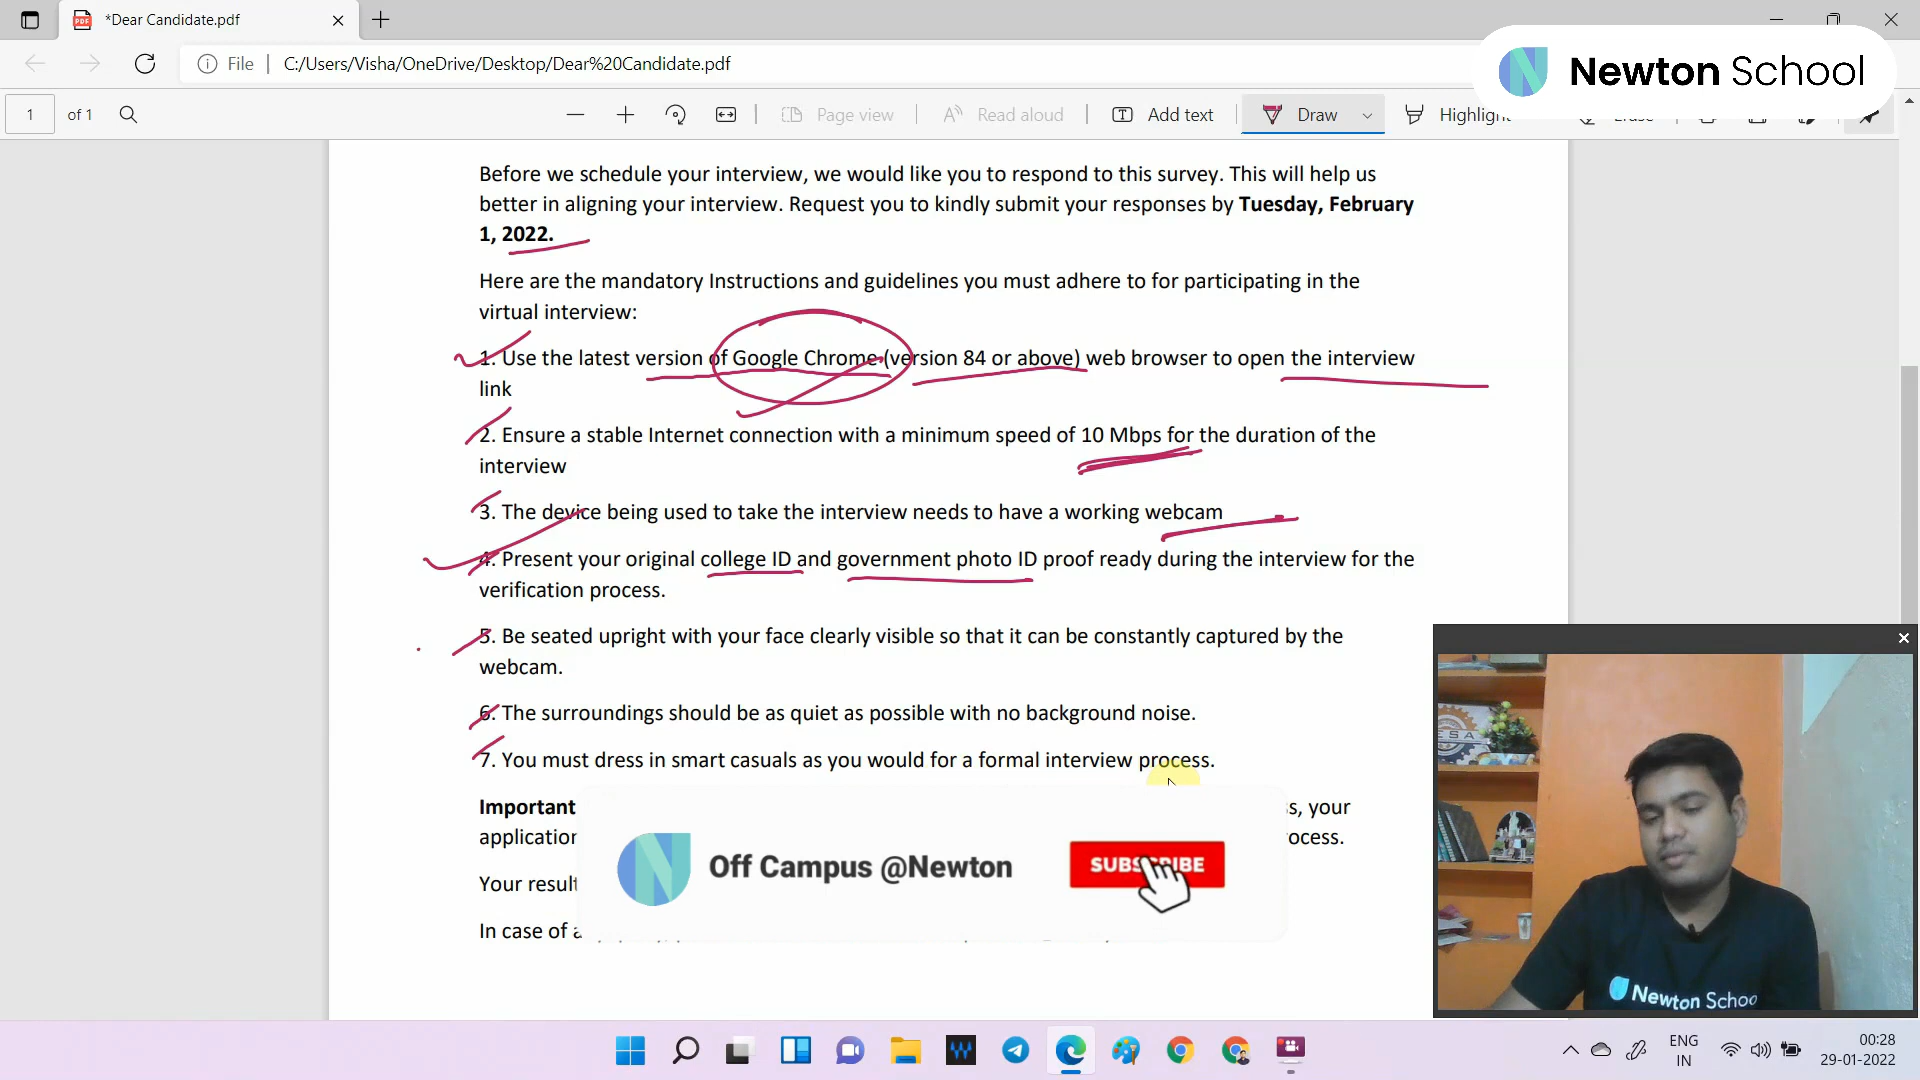 *Dear Candidate.pdf
File
C:/Users/Visha/OneDrive/Desktop/Dear%20Candidate.pdf
Newton School
1 of 1
Page view
Read aloud
Add text
Draw
Before we schedule your interview, we would like you to respond to this survey. This will help us
better in aligning your interview. Request you to kindly submit your responses by Tuesday, February
1, 2022.
Here are the mandatory Instructions and guidelines you must adhere to for participating in the
virtual interview:
1. Use the latest version of Google Chrome (version 84 or above) web browser to open the interview
link
2. Ensure a stable Internet connection with a minimum speed of 10 Mbps for the duration of the
interview
3. The device being used to take the interview needs to have a working webcam
4. Present your original college ID and government photo ID proof ready during the interview for the
verification process.
5. Be seated upright with your face clearly visible so that it can be constantly captured by the
webcam.
6. The surroundings should be as quiet as possible with no background noise.
7. You must dress in smart casuals as you would for a formal interview process.
Important
your
application
Your result
In case of
Off Campus @Newton
SUBSCRIBE
Newton Schoo
ENG
IN
00:28
29-01-2022